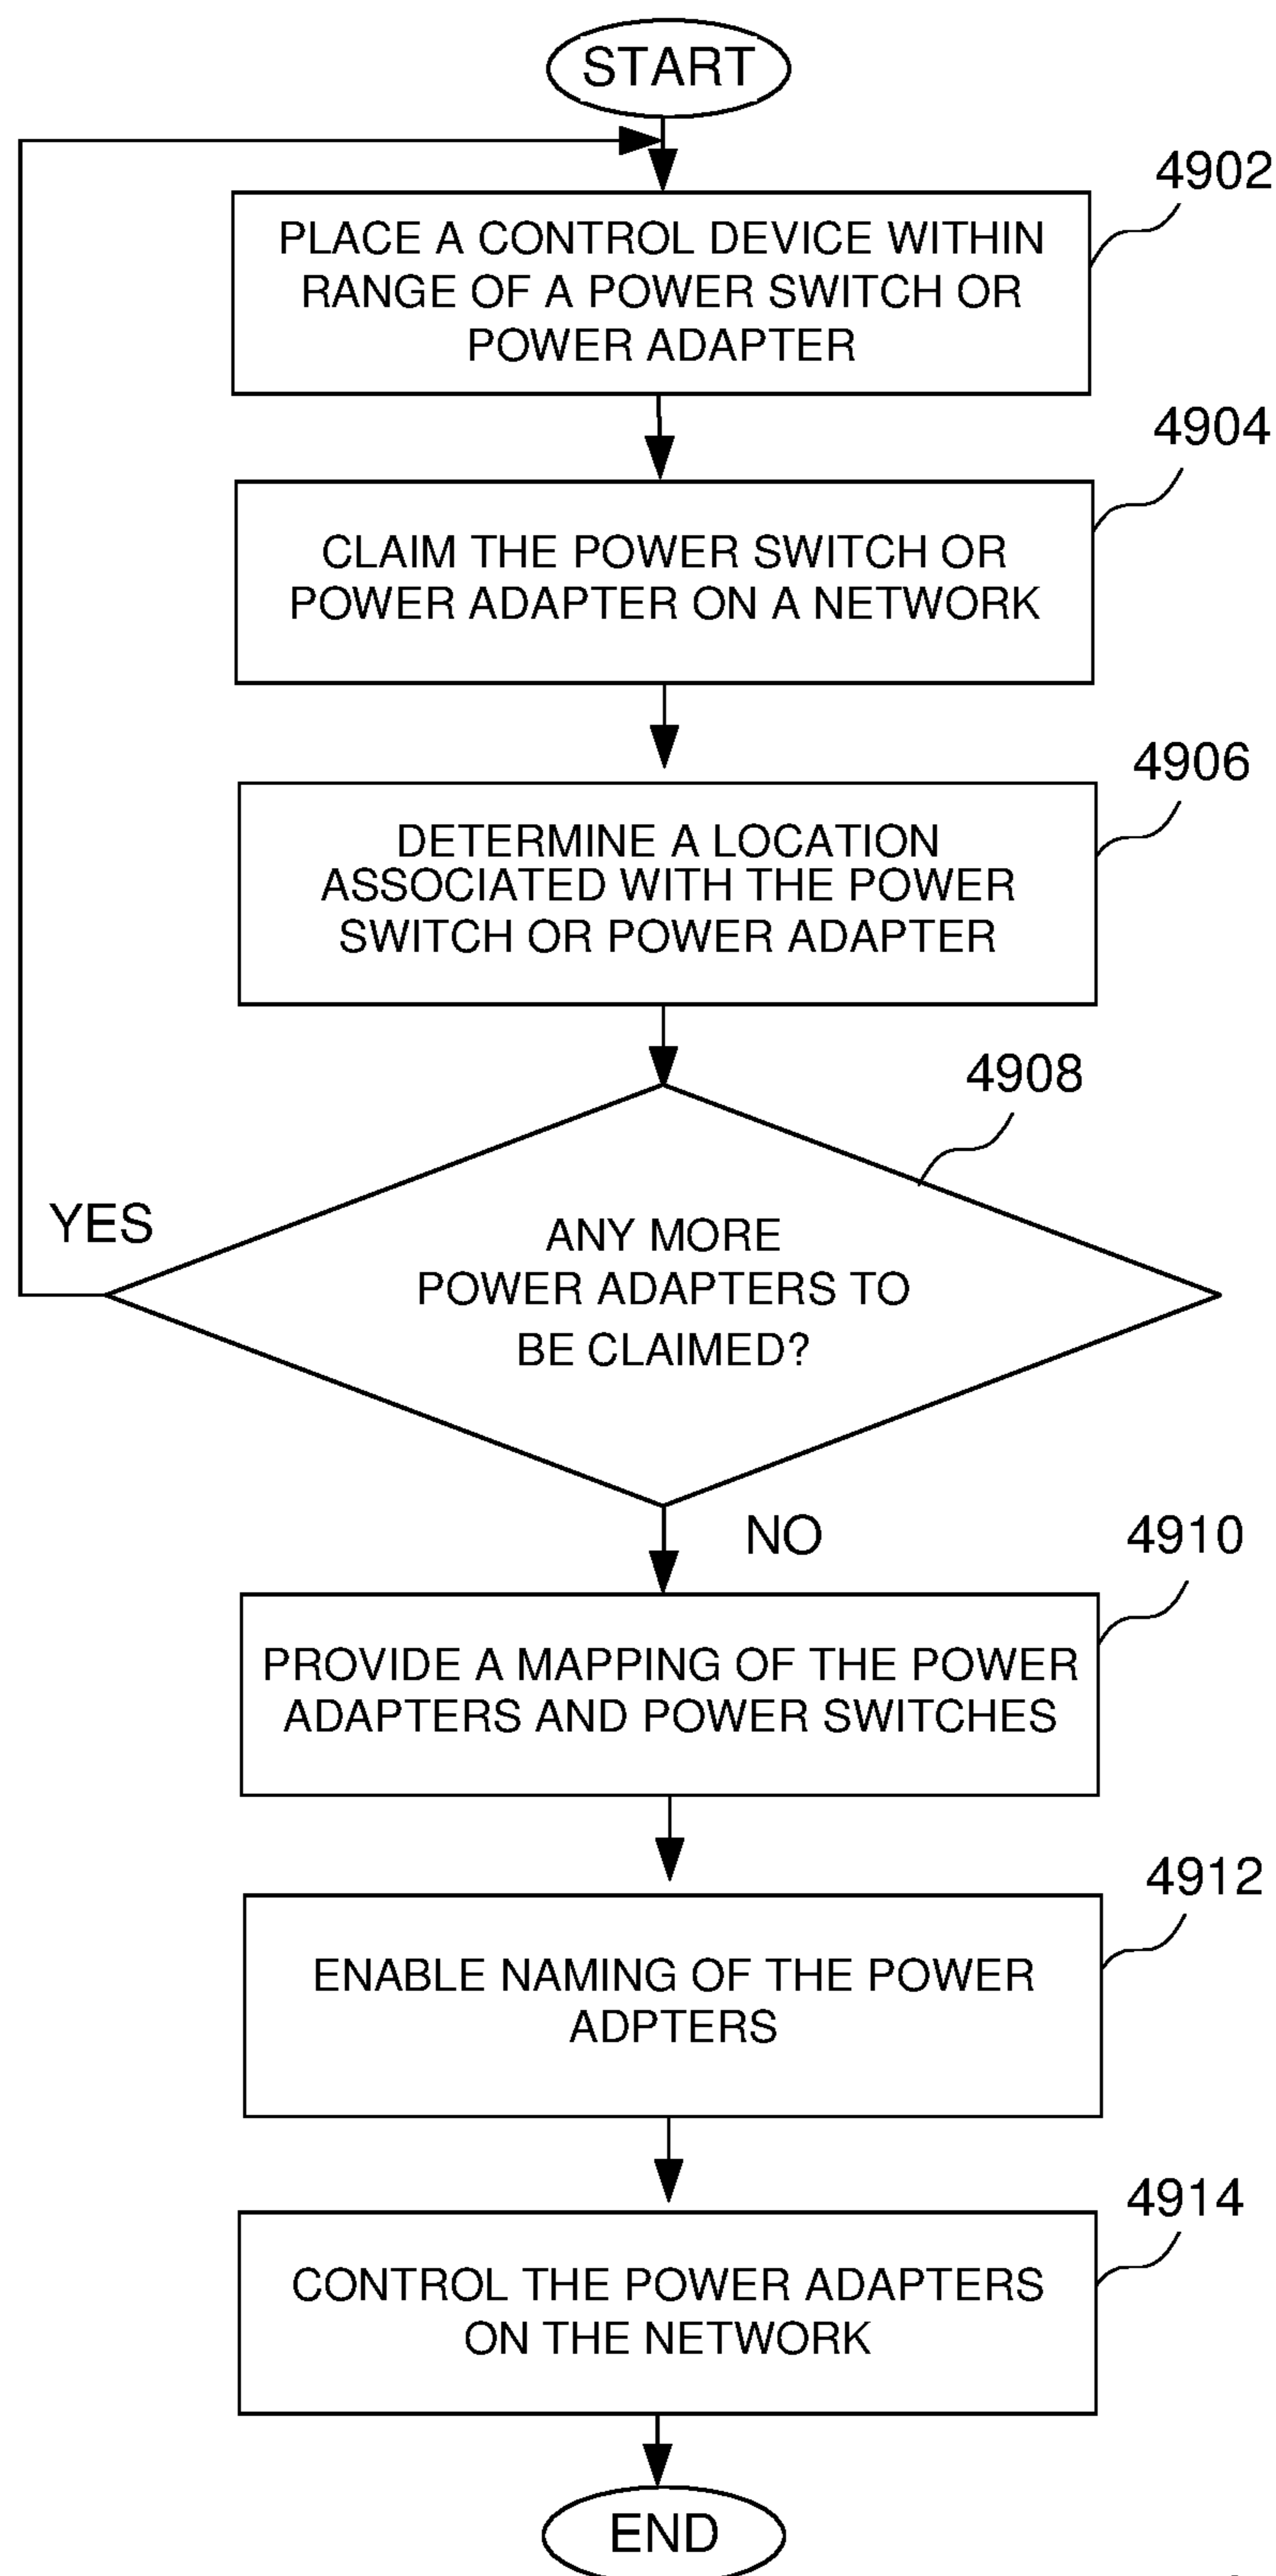 START
4902
PLACE A CONTROL DEVICE WITHIN
RANGE OF A POWER SWITCH OR
POWER ADAPTER
4904
CLAIM THE POWER SWITCH OR
POWER ADAPTER ON A NETWORK
4906
DETERMINE A LOCATION
ASSOCIATED WITH THE POWER
SWITCH OR POWER ADAPTER
4908
YES
ANY MORE
POWER ADAPTERS TO
BE CLAIMED?
NO
4910
PROVIDE A MAPPING OF THE POWER
ADAPTERS AND POWER SWITCHES
4912
ENABLE NAMING OF THE POWER
ADPTERS
4914
CONTROL THE POWER ADAPTERS
ON THE NETWORK
END